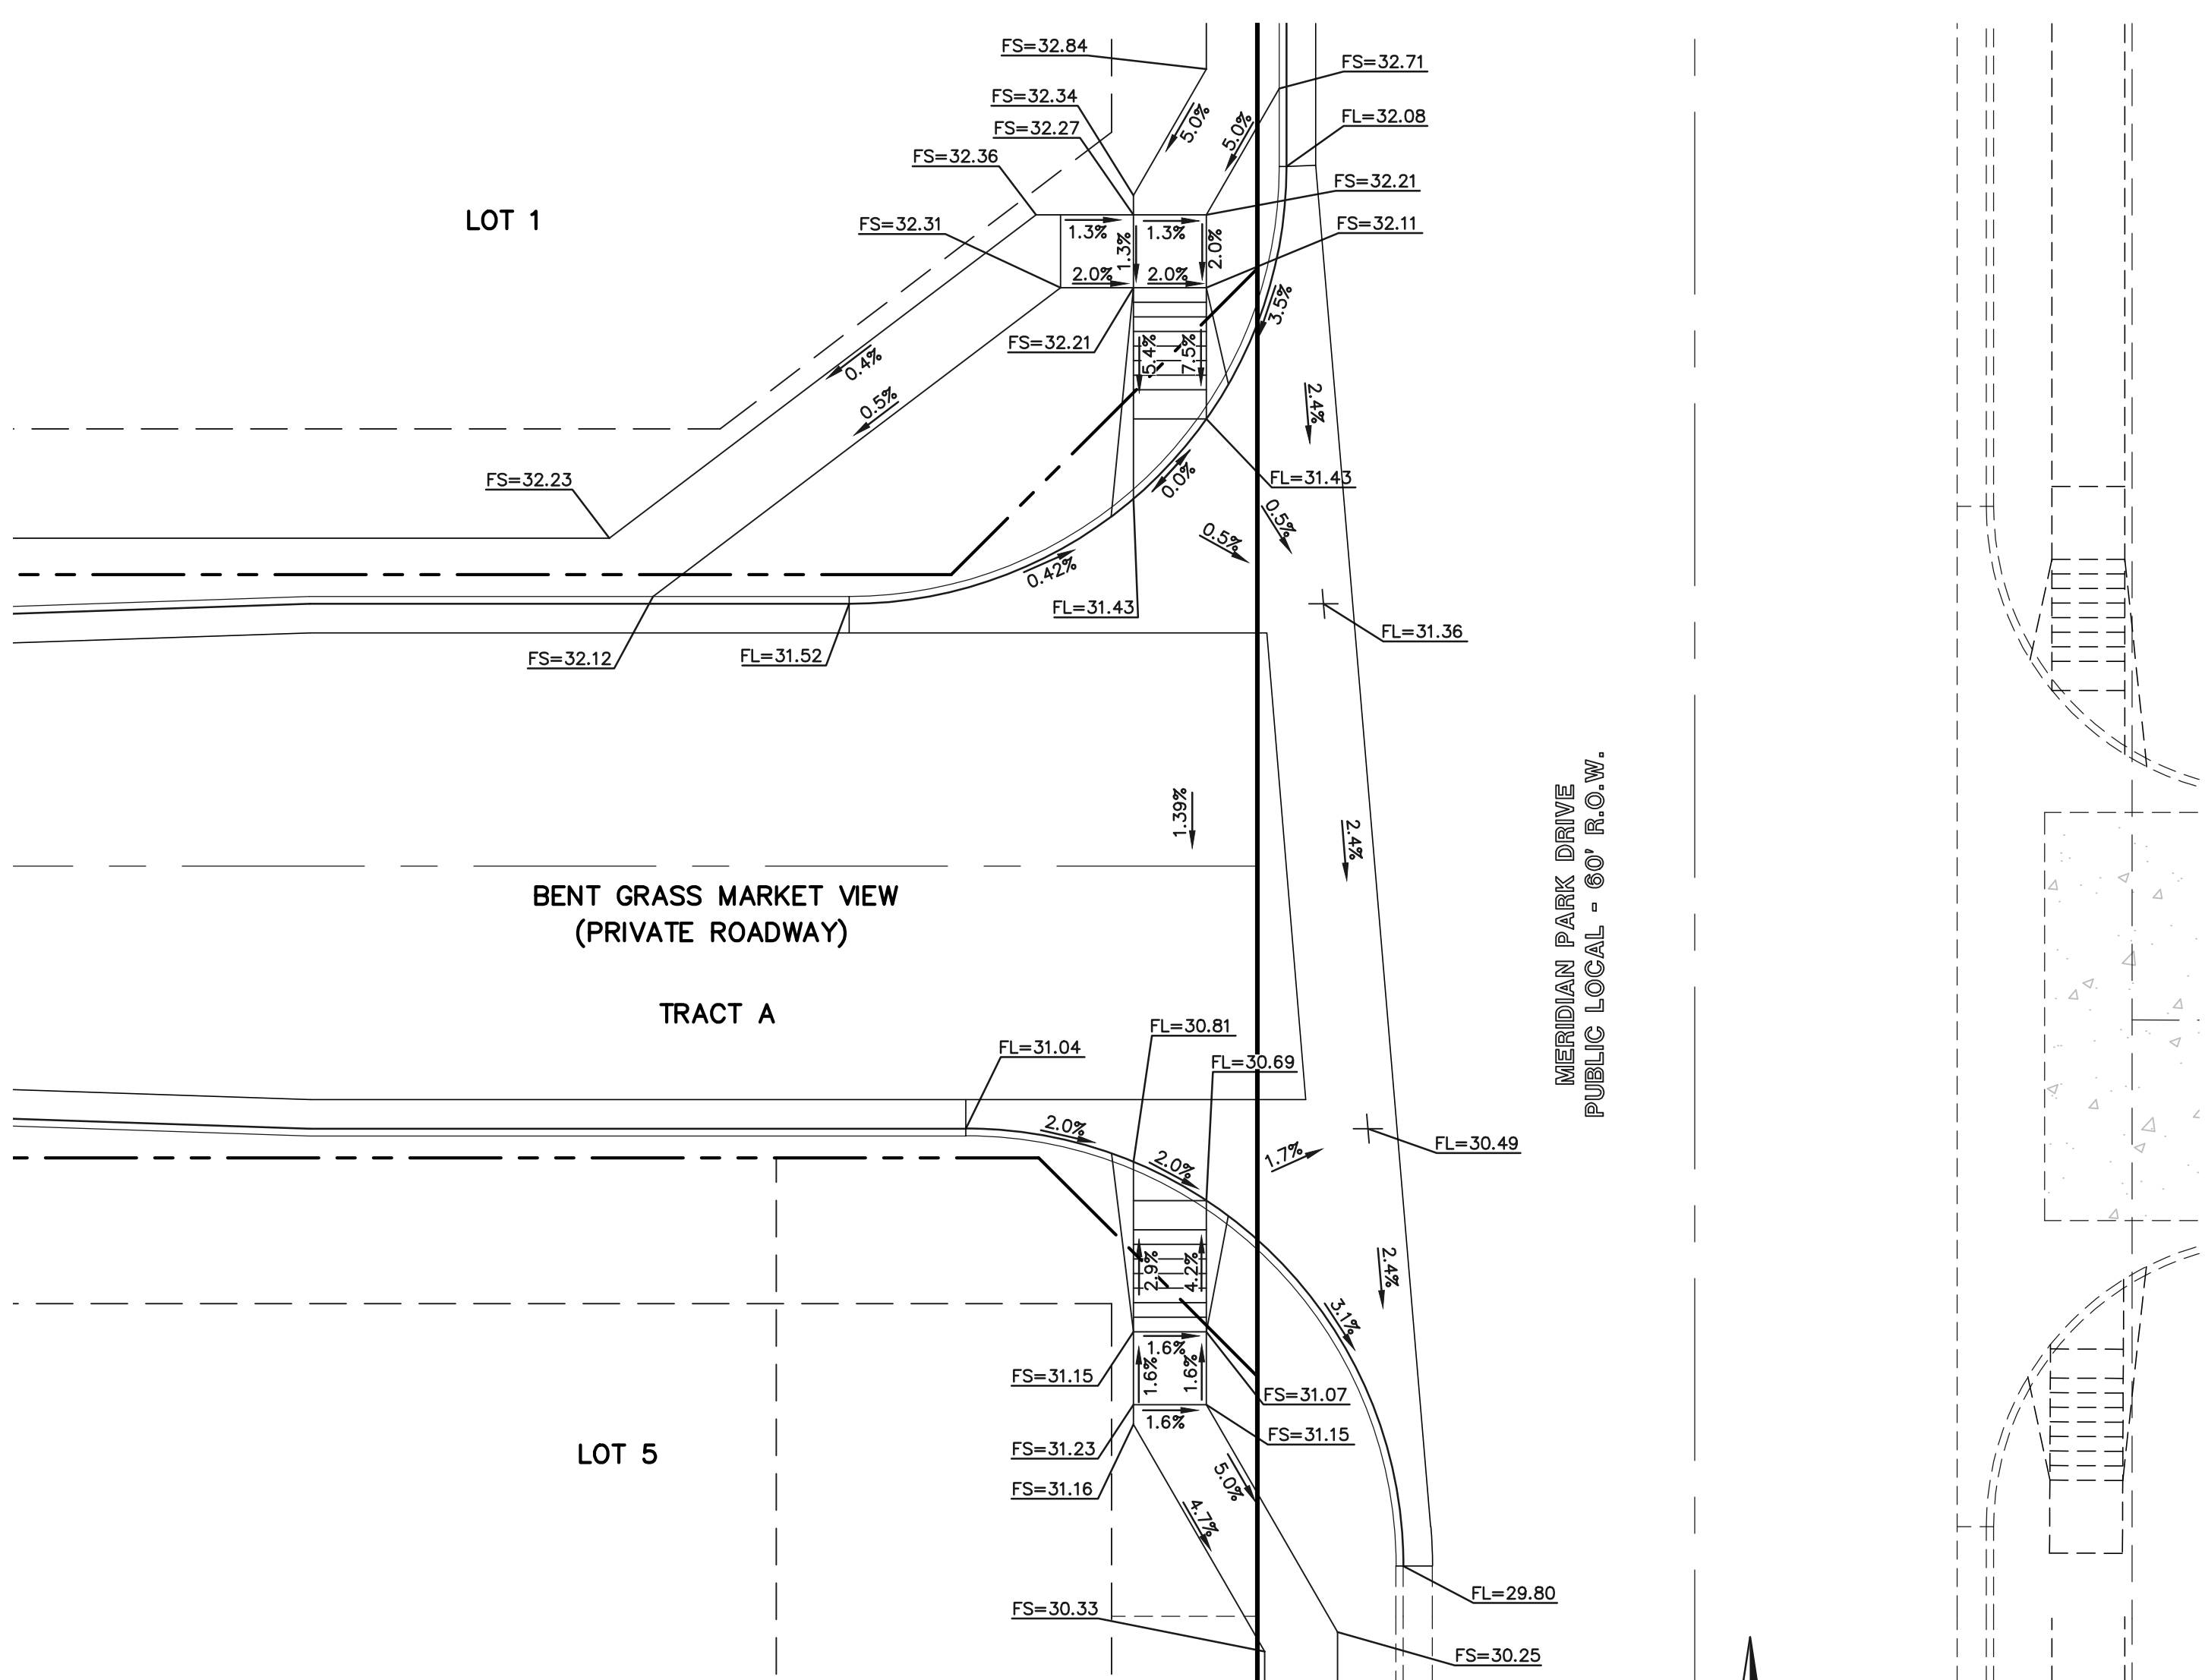 FS=32.84
FS=32.71
FS=32.34
FS=32.27
FL=32.08
5.0%
5.0%
FS=32.36
FS=32.21
LOT 1
FS=32.31
FS=32.11
1.3%
1.3%
1.3%
2.0%
2.0%
2.0%
3.5%
FS=32.21
5.4%
7.5%
0.4%
0.5%
2.4%
FS=32.23
FL=31.43
0.0%
0.5%
0.5%
0.42%
FL=31.43
FL=31.36
FS=32.12
FL=31.52
1.39%
2.4%
MERIDIAN PARK DRIVE
PUBLIC LOCAL - 60' R.O.W.
BENT GRASS MARKET VIEW
(PRIVATE ROADWAY)
TRACT A
FL=30.81
FL=31.04
FL=30.69
2.0%
2.0%
1.7%
FL=30.49
2.9%
4.2%
2.4%
3.1%
1.6%
FS=31.15
1.6%
1.6%
FS=31.07
1.6%
FS=31.15
FS=31.23
LOT 5
FS=31.16
5.0%
4.7%
FL=29.80
FS=30.33
FS=30.25